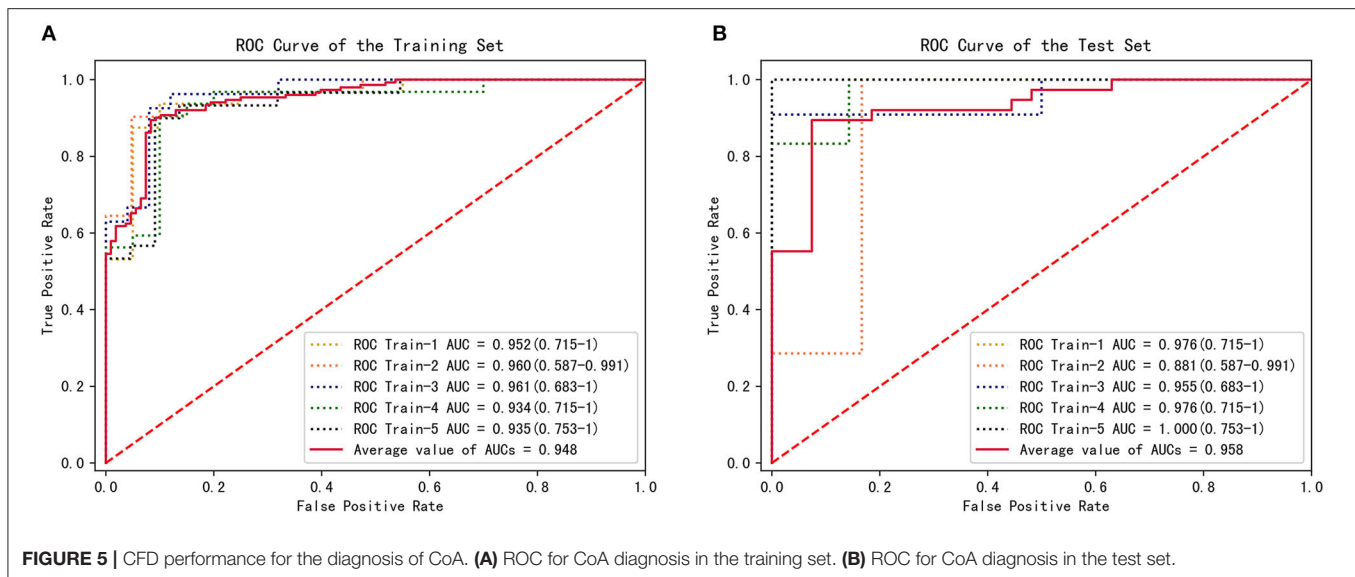 A
ROC Curve of the Training Set
True Positive Rate
1.0
0.8
0.6
0.4
0.2
0.0
0.0 0.2 0.4 0.6 0.8 1.0
False Positive Rate
ROC Train-1 AUC = 0.952(0.715-1)
ROC Train-2 AUC = 0.960(0.587-0.991)
ROC Train-3 AUC = 0.961(0.683-1)
ROC Train-4 AUC = 0.934(0.715-1)
ROC Train-5 AUC = 0.935(0.753-1)
Average value of AUCs = 0.948
B
ROC Curve of the Test Set
True Positive Rate
1.0
0.8
0.6
0.4
0.2
0.0
0.0 0.2 0.4 0.6 0.8 1.0
False Positive Rate
ROC Train-1 AUC = 0.976(0.715-1)
ROC Train-2 AUC = 0.881(0.587-0.991)
ROC Train-3 AUC = 0.955(0.683-1)
ROC Train-4 AUC = 0.976(0.715-1)
ROC Train-5 AUC = 1.000(0.753-1)
Average value of AUCs = 0.958
FIGURE 5 | CFD performance for the diagnosis of CoA. (A) ROC for CoA diagnosis in the training set. (B) ROC for CoA diagnosis in the test set.